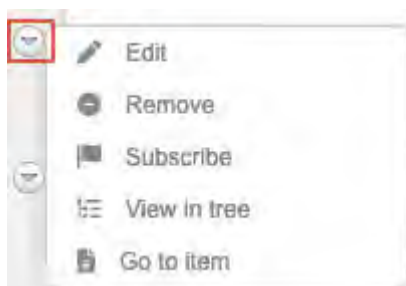 Edit
Remove
Subscribe
View in tree
Go to item